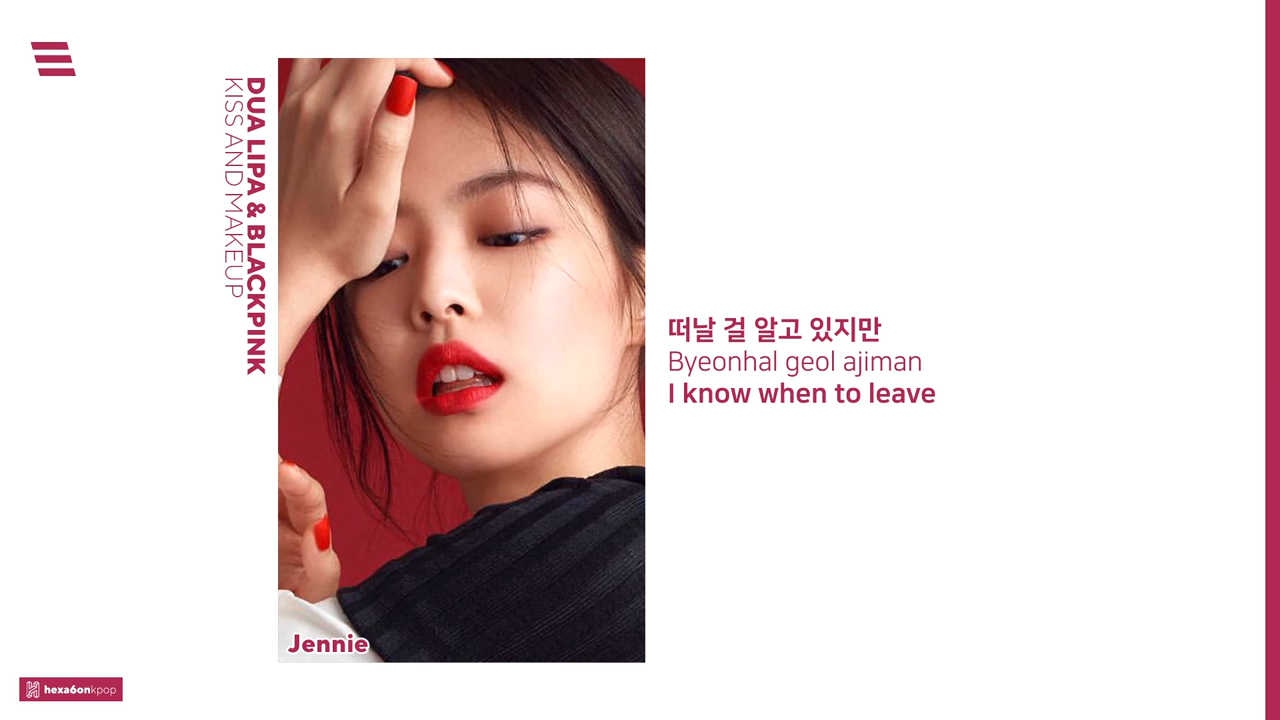 DUA LIPA & BLACKPINK
KISS AND MAKEUP
떠날 걸 알고 있지만
Byeonhal geol ajiman
I know when to leave
Jennie
hexa6onkpop